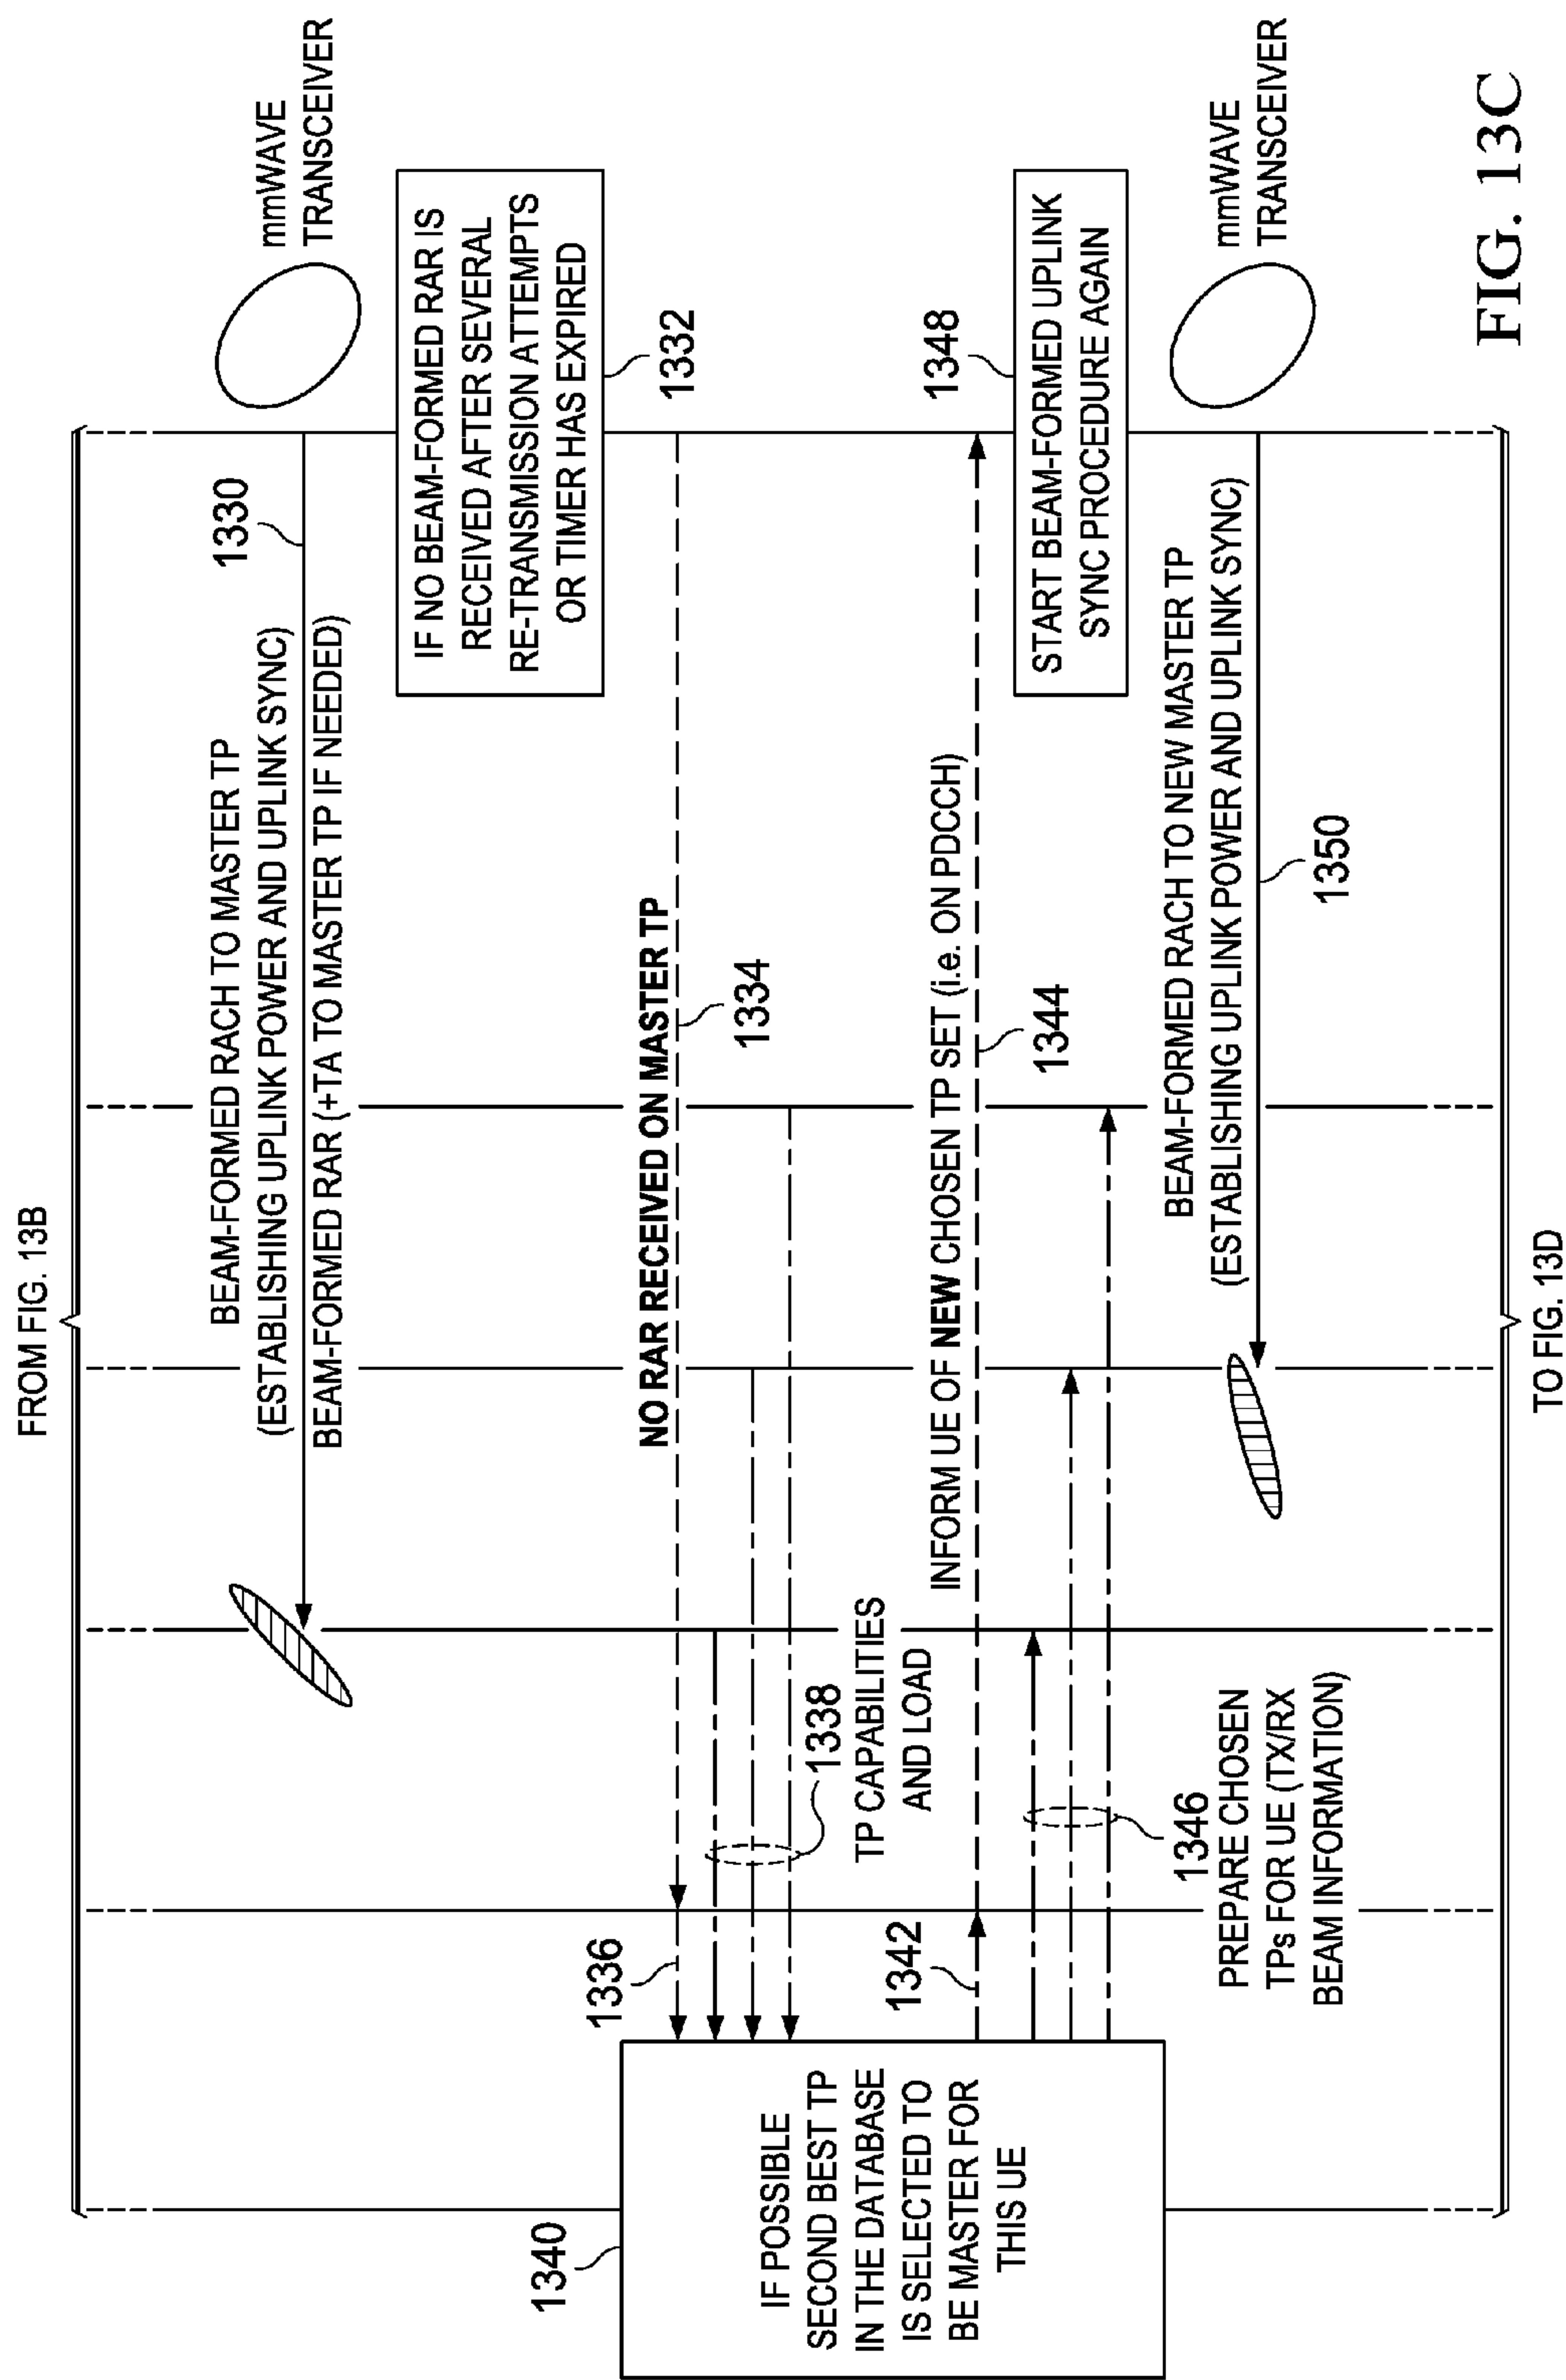 FROM FIG. 13B
BEAM-FORMED RACH TO MASTER TP
(ESTABLISHING UPLINK POWER AND UPLINK SYNC)
1330
BEAM-FORMED RAR (+TA TO MASTER TP IF NEEDED)
mmWAVE
TRANSCEIVER
IF NO BEAM-FORMED RAR IS
RECEIVED AFTER SEVERAL
RE-TRANSMISSION ATTEMPTS
OR TIMER HAS EXPIRED
1332
NO RAR RECEIVED ON MASTER TP
1334
1336
1338
TP CAPABILITIES
AND LOAD
1340
IF POSSIBLE
SECOND BEST TP
IN THE DATABASE
IS SELECTED TO
BE MASTER FOR
THIS UE
1342
INFORM UE OF NEW CHOSEN TP SET (i.e. ON PDCCH)
1344
1346
PREPARE CHOSEN
TPs FOR UE (TX/RX
BEAM INFORMATION)
1348
START BEAM-FORMED UPLINK
SYNC PROCEDURE AGAIN
BEAM-FORMED RACH TO NEW MASTER TP
(ESTABLISHING UPLINK POWER AND UPLINK SYNC)
1350
mmWAVE
TRANSCEIVER
TO FIG. 13D
FIG. 13C